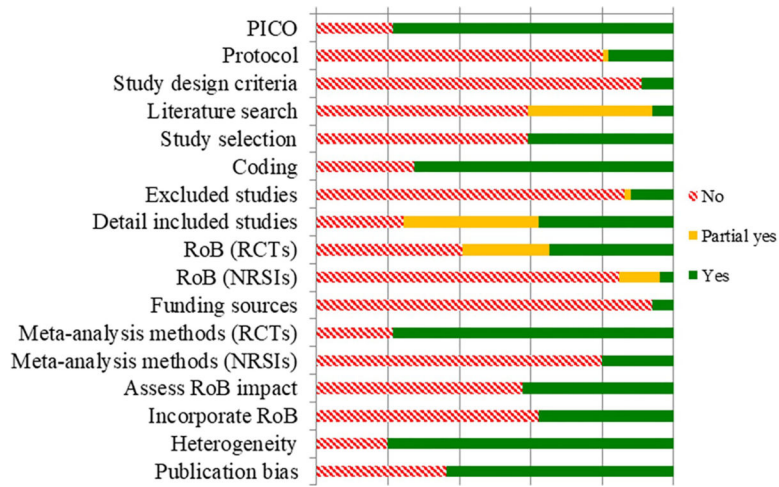 PICO
Protocol
Study design criteria
Literature search
Study selection
Coding
Excluded studies
Detail included studies
RoB (RCTs)
RoB (NRSIs)
Funding sources
Meta-analysis methods (RCTs)
Meta-analysis methods (NRSIs)
Assess RoB impact
Incorporate RoB
Heterogeneity
Publication bias
No
Partial yes
Yes